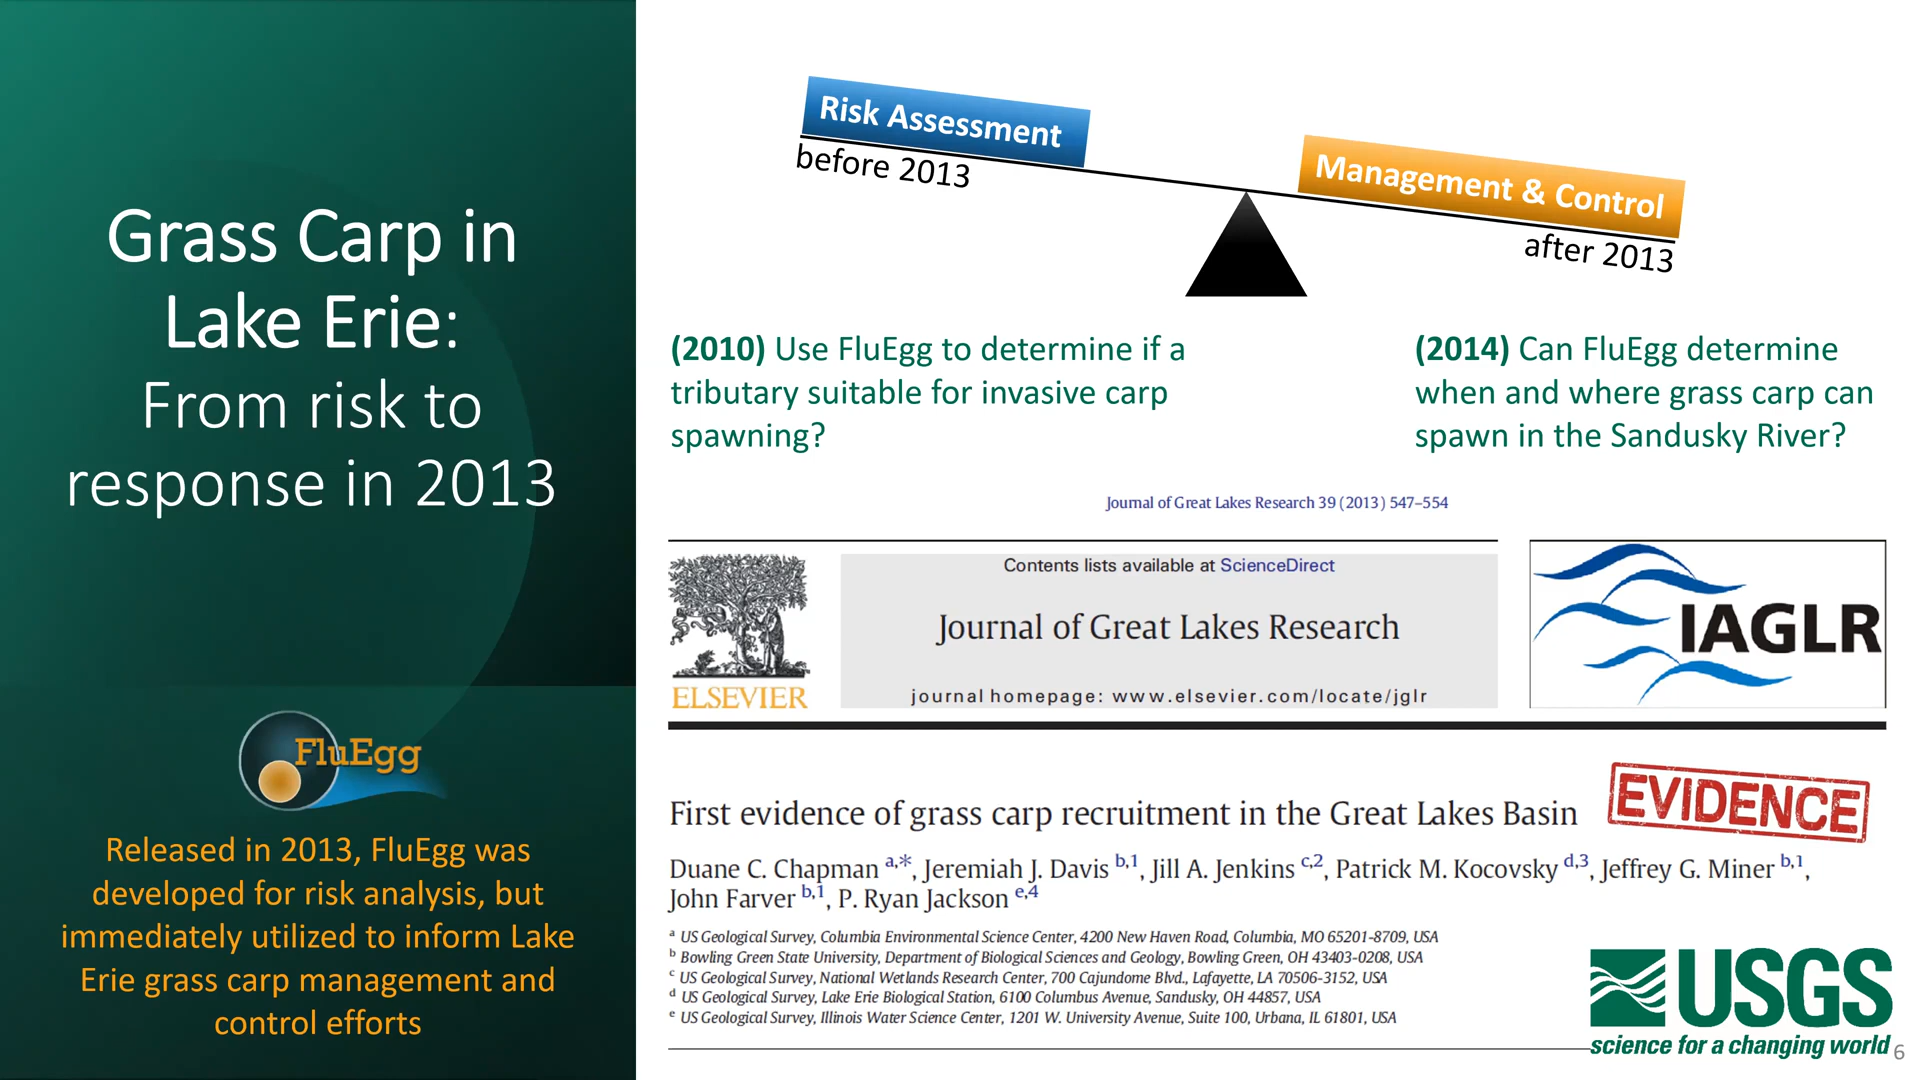 Grass Carp in
Lake Erie:
From risk to
response in 2013
FluEgg
Released in 2013, FluEgg was
developed for risk analysis, but
immediately utilized to inform Lake
Erie grass carp management and
control efforts
Risk Assessment
before 2013
Management & Control
after 2013
(2010) Use FluEgg to determine if a
tributary suitable for invasive carp
spawning?
(2014) Can FluEgg determine
when and where grass carp can
spawn in the Sandusky River?
Journal of Great Lakes Research 39 (2013) 547–554
ELSEVIER
Contents lists available at ScienceDirect
Journal of Great Lakes Research
journal homepage: www.elsevier.com/locate/jglr
IAGLR
First evidence of grass carp recruitment in the Great Lakes Basin
EVIDENCE
Duane C. Chapman a,*, Jeremiah J. Davis b,1, Jill A. Jenkins c,2, Patrick M. Kocovsky d,3, Jeffrey G. Miner b,1,
John Farver b,1, P. Ryan Jackson e,4
a US Geological Survey, Columbia Environmental Science Center, 4200 New Haven Road, Columbia, MO 65201-8709, USA
b Bowling Green State University, Department of Biological Sciences and Geology, Bowling Green, OH 43403-0208, USA
c US Geological Survey, National Wetlands Research Center, 700 Cajundome Blvd., Lafayette, LA 70506-3152, USA
d US Geological Survey, Lake Erie Biological Station, 6100 Columbus Avenue, Sandusky, OH 44857, USA
e US Geological Survey, Illinois Water Science Center, 1201 W. University Avenue, Suite 100, Urbana, IL 61801, USA
USGS
science for a changing world
6